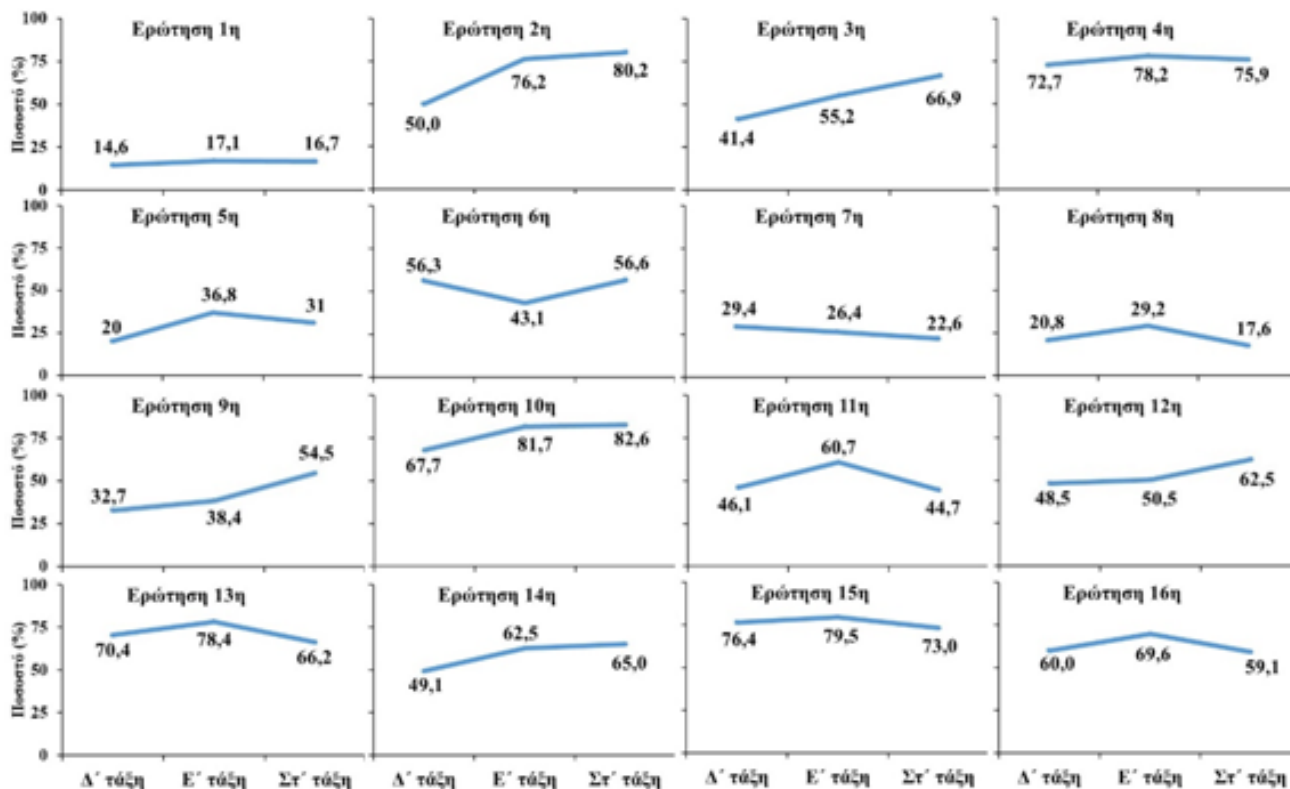 Ποσοστό (%)
100
75
50
25
0
Ερώτηση 1η
14,6
17,1
16,7
Ερώτηση 2η
50,0
76,2
80,2
Ερώτηση 3η
41,4
55,2
66,9
Ερώτηση 4η
72,7
78,2
75,9
Ποσοστό (%)
100
75
50
25
0
Ερώτηση 5η
20
36,8
31
Ερώτηση 6η
56,3
43,1
56,6
Ερώτηση 7η
29,4
26,4
22,6
Ερώτηση 8η
20,8
29,2
17,6
Ποσοστό (%)
100
75
50
25
0
Ερώτηση 9η
32,7
38,4
54,5
Ερώτηση 10η
67,7
81,7
82,6
Ερώτηση 11η
46,1
60,7
44,7
Ερώτηση 12η
48,5
50,5
62,5
Ποσοστό (%)
100
75
50
25
0
Ερώτηση 13η
70,4
78,4
66,2
Ερώτηση 14η
49,1
62,5
65,0
Ερώτηση 15η
76,4
79,5
73,0
Ερώτηση 16η
60,0
69,6
59,1
Δ΄ τάξη Ε΄ τάξη Στ΄ τάξη
Δ΄ τάξη Ε΄ τάξη Στ΄ τάξη
Δ΄ τάξη Ε΄ τάξη Στ΄ τάξη
Δ΄ τάξη Ε΄ τάξη Στ΄ τάξη